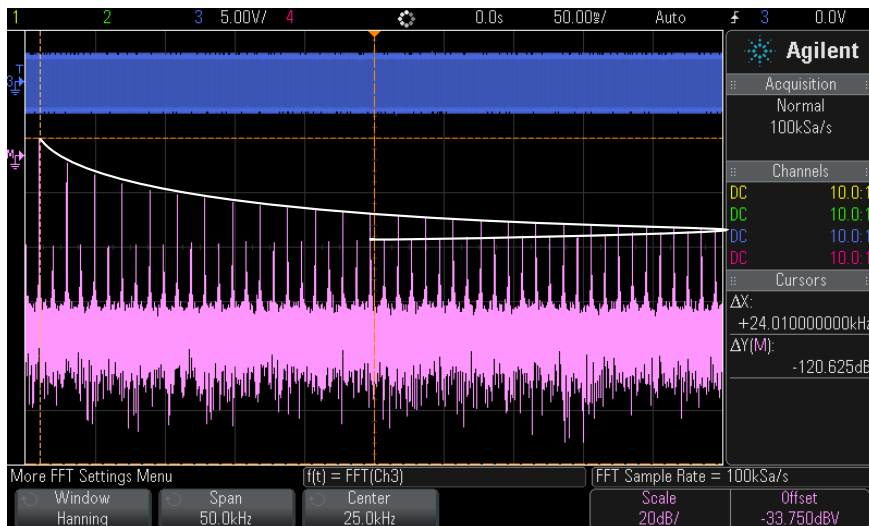 1 2 3 5.00V/ 4 0.0s 50.00ms/ Auto 3 0.0V
Agilent
T
3
M
Acquisition
Normal
100kSa/s
Channels
DC 10.0:1
DC 10.0:1
DC 10.0:1
DC 10.0:1
Cursors
ΔX:
+24.010000000kHz
ΔY(M):
-120.625dB
More FFT Settings Menu f(t) = FFT(Ch3) FFT Sample Rate = 100kSa/s
Window Span Center Scale Offset
Hanning 50.0kHz 25.0kHz 20dB/ -33.750dBV